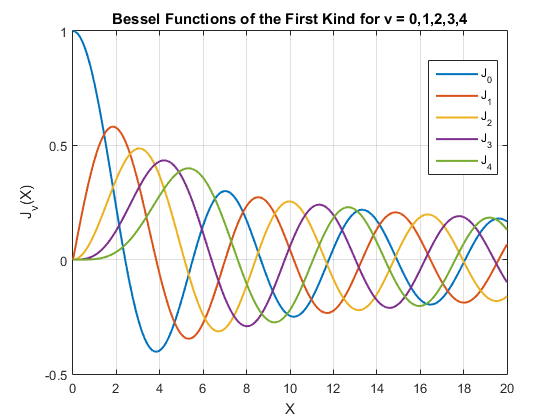 Bessel Functions of the First Kind for v = 0,1,2,3,4
1
0.5
0
-0.5
J_v(X)
J_0
J_1
J_2
J_3
J_4
0 2 4 6 8 10 12 14 16 18 20
X